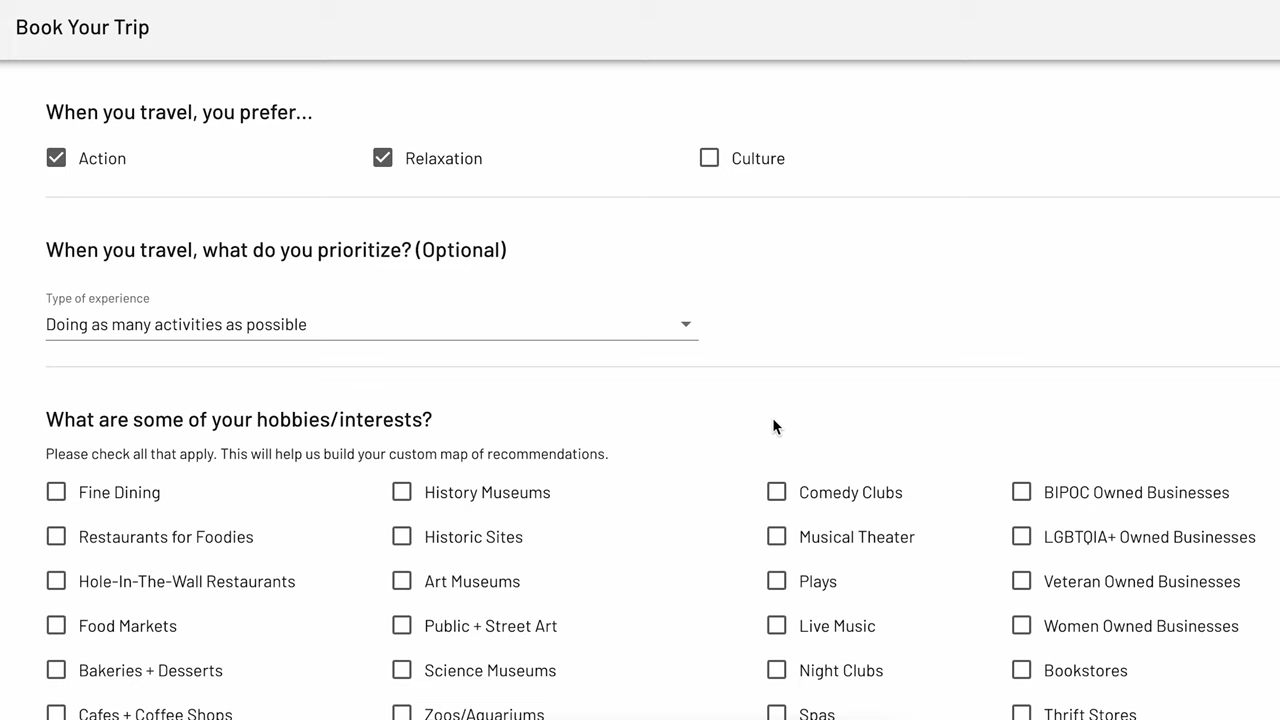 Book Your Trip
When you travel, you prefer...
Action
Relaxation
Culture
When you travel, what do you prioritize? (Optional)
Type of experience
Doing as many activities as possible
What are some of your hobbies/interests?
Please check all that apply. This will help us build your custom map of recommendations.
Fine Dining
History Museums
Comedy Clubs
BIPOC Owned Businesses
Restaurants for Foodies
Historic Sites
Musical Theater
LGBTQIA+ Owned Businesses
Hole-In-The-Wall Restaurants
Art Museums
Plays
Veteran Owned Businesses
Food Markets
Public + Street Art
Live Music
Women Owned Businesses
Bakeries + Desserts
Science Museums
Night Clubs
Bookstores
Cafes + Coffee Shops
Zoos/Aquariums
Spas
Thrift Stores